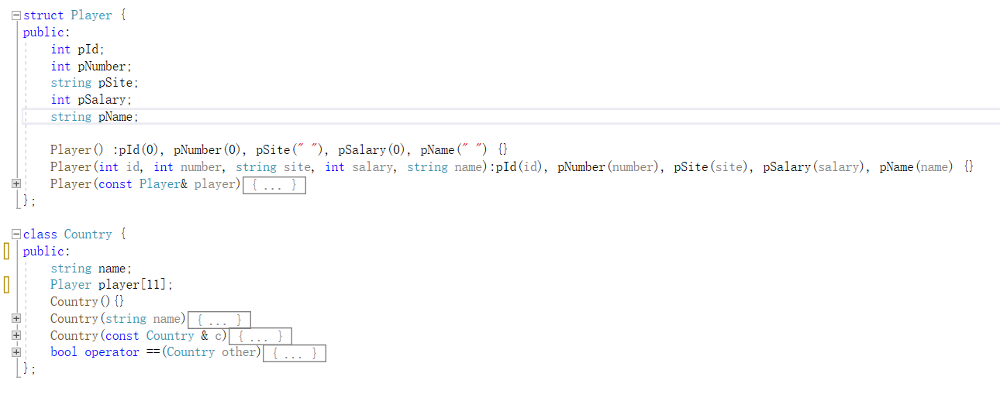 struct Player {
public:
int pId;
int pNumber;
string pSite;
int pSalary;
string pName;
Player() :pId(0), pNumber(0), pSite(" "), pSalary(0), pName(" ") {}
Player(int id, int number, string site, int salary, string name):pId(id), pNumber(number), pSite(site), pSalary(salary), pName(name) {}
Player(const Player& player){ ... }
};
class Country {
public:
string name;
Player player[11];
Country(){}
Country(string name){ ... }
Country(const Country & c){ ... }
bool operator ==(Country other){ ... }
};